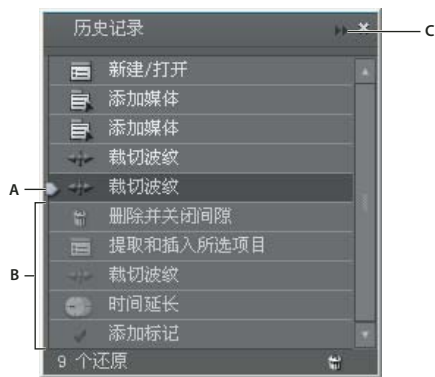 历史记录
C
新建/打开
添加媒体
添加媒体
裁切波纹
A
裁切波纹
删除并关闭间隙
提取和插入所选项目
B
裁切波纹
时间延长
添加标记
9 个还原